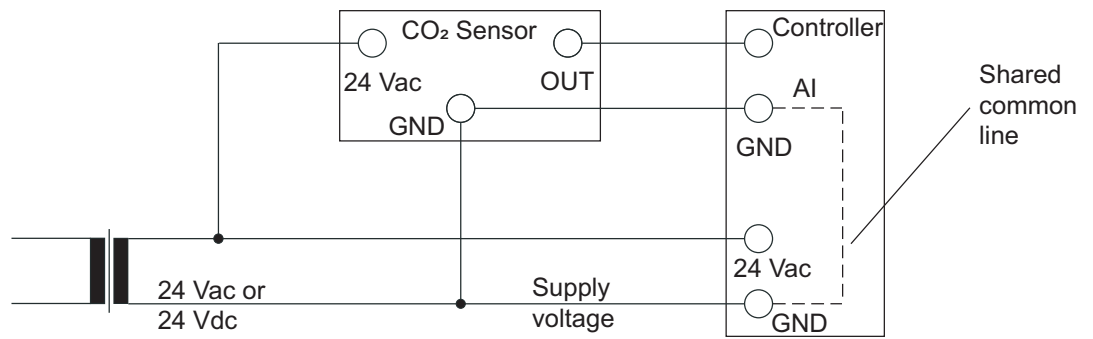 CO₂ Sensor
Controller
24 Vac
OUT
AI
GND
GND
Shared
common
line
24 Vac
24 Vac or
24 Vdc
Supply
voltage
GND